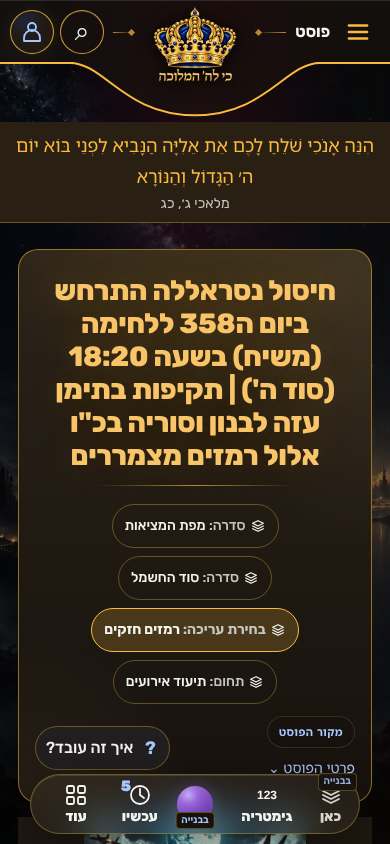 פוסט
כי לה' המלוכה
הִנֵּה אָנֹכִי שֹׁלֵחַ לָכֶם אֵת אֵלִיָּה הַנָּבִיא לִפְנֵי בּוֹא יוֹם
ה' הַגָּדוֹל וְהַנּוֹרָא
מלאכי ג׳, כג
חיסול נסראללה התרחש
ביום ה358 ללחימה
(משיח) בשעה 18:20
(סוד ה') | תקיפות בתימן
עזה לבנון וסוריה בכ"ו
אלול רמזים מצמררים
סדרה: מפת המציאות
סדרה: סוד החשמל
בחירת עריכה: רמזים חזקים
תחום: תיעוד אירועים
מקור הפוסט
? איך זה עובד?
פרטי הפוסט
בבנייה
כאן
123
גימטריה
בבנייה
5
עכשיו
עוד